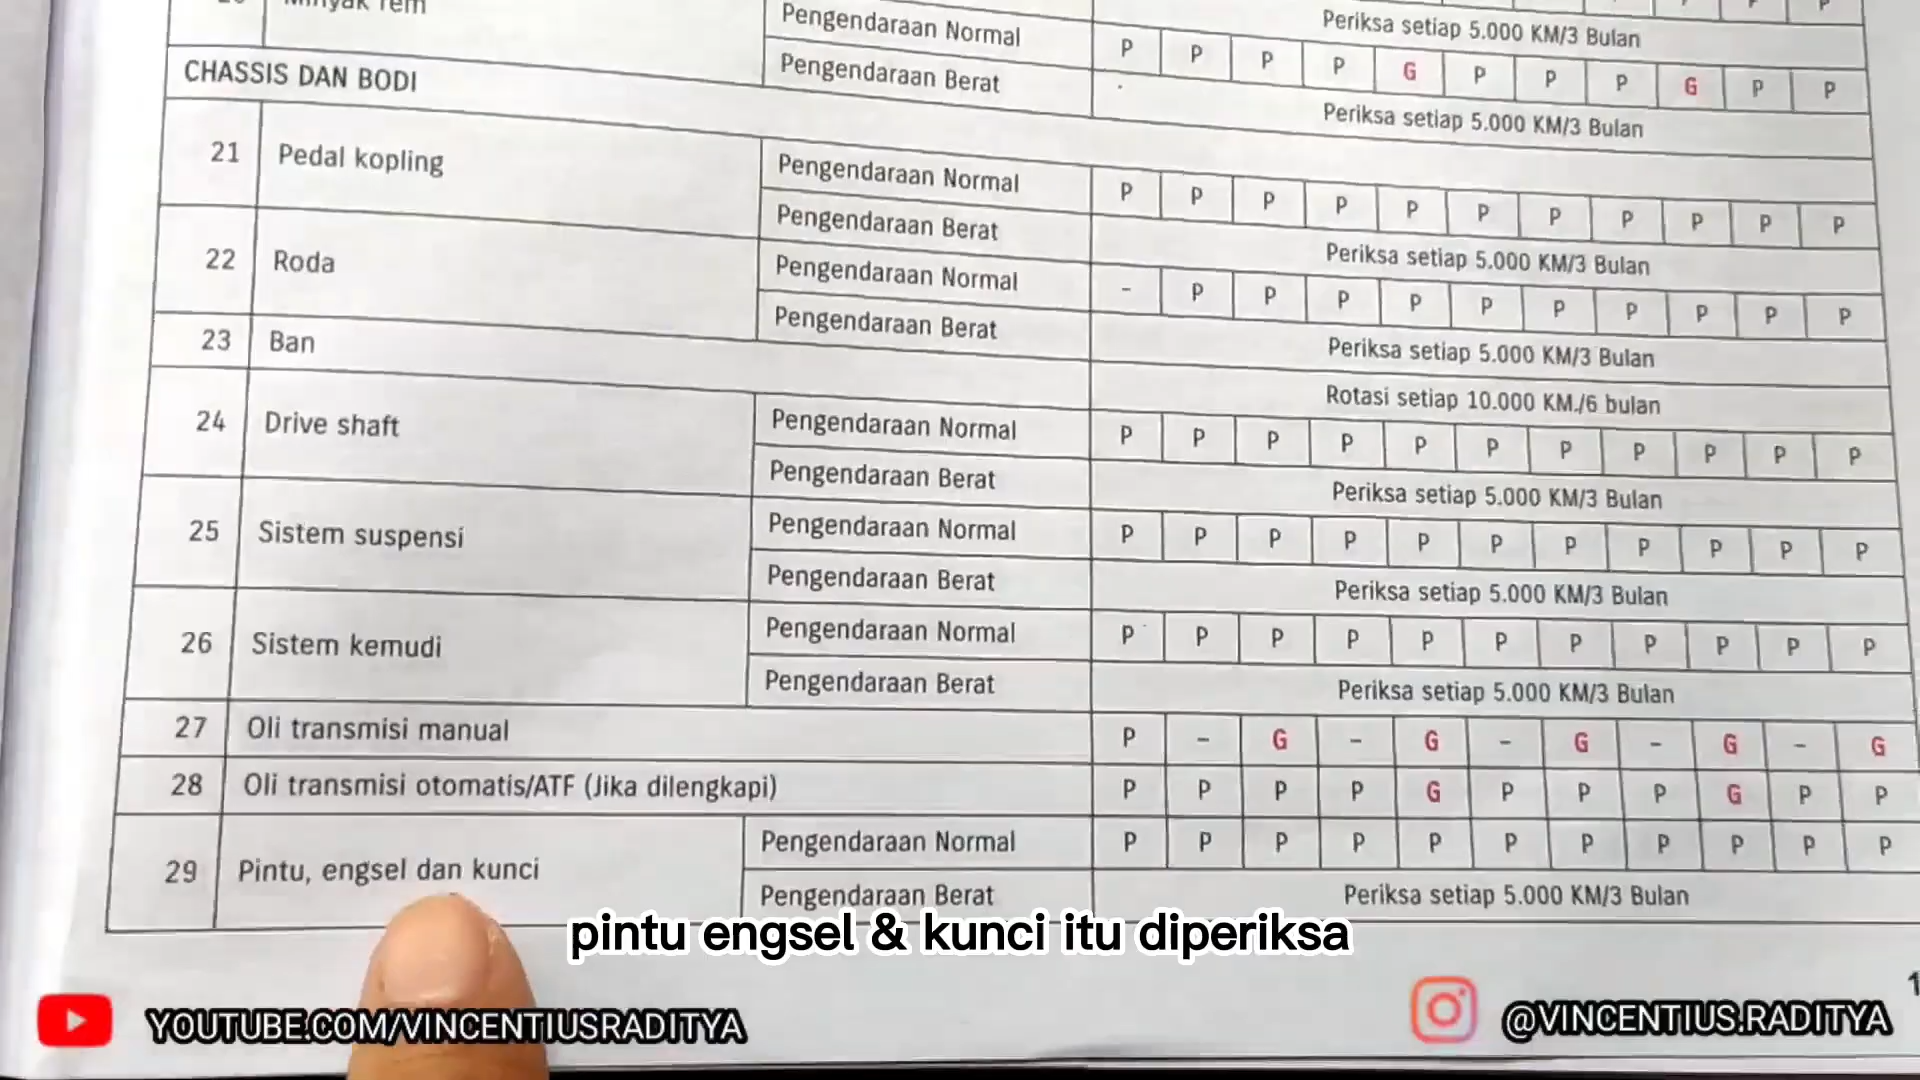 Minyak rem
Pengendaraan Normal
Periksa setiap 5.000 KM/3 Bulan
Pengendaraan Berat
P P P P G P P P G P P
Periksa setiap 5.000 KM/3 Bulan
CHASSIS DAN BODI
21 Pedal kopling
Pengendaraan Normal P P P P P P P P P P P
Pengendaraan Berat Periksa setiap 5.000 KM/3 Bulan
22 Roda
Pengendaraan Normal - P P P P P P P P P P
Pengendaraan Berat Periksa setiap 5.000 KM/3 Bulan
23 Ban Rotasi setiap 10.000 KM./6 bulan
24 Drive shaft
Pengendaraan Normal P P P P P P P P P P P
Pengendaraan Berat Periksa setiap 5.000 KM/3 Bulan
25 Sistem suspensi
Pengendaraan Normal P P P P P P P P P P P
Pengendaraan Berat Periksa setiap 5.000 KM/3 Bulan
26 Sistem kemudi
Pengendaraan Normal P P P P P P P P P P P
Pengendaraan Berat Periksa setiap 5.000 KM/3 Bulan
27 Oli transmisi manual P - G - G - G - G - G
28 Oli transmisi otomatis/ATF (Jika dilengkapi) P P P P G P P P G P P
29 Pintu, engsel dan kunci
Pengendaraan Normal P P P P P P P P P P P
Pengendaraan Berat Periksa setiap 5.000 KM/3 Bulan
pintu engsel & kunci itu diperiksa
YOUTUBE.COM/VINCENTIUSRADITYA
@VINCENTIUS.RADITYA